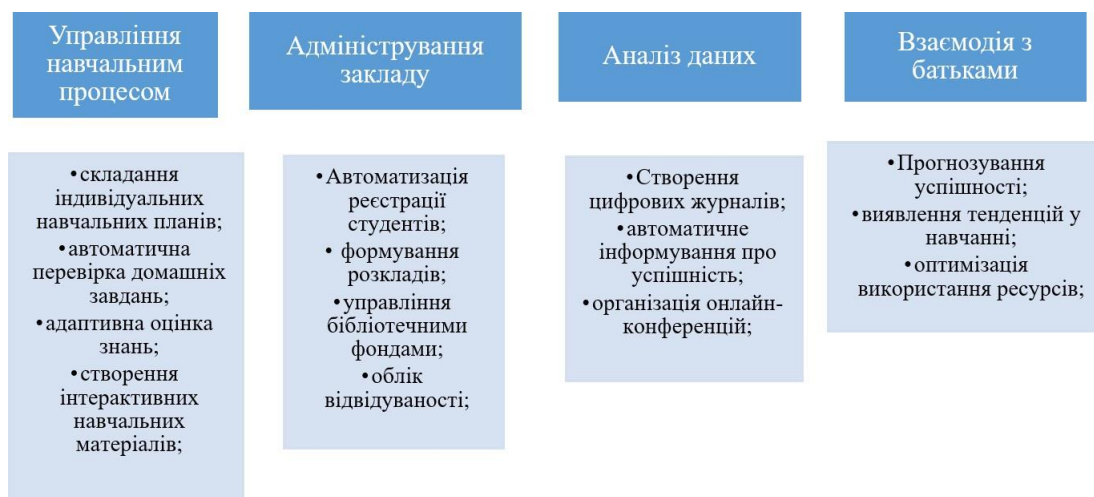 Управління
навчальним
процесом
•складання
індивідуальних
навчальних планів;
•автоматична
перевірка домашніх
завдань;
•адаптивна оцінка
знань;
•створення
інтерактивних
навчальних
матеріалів;
Адміністрування
закладу
•Автоматизація
реєстрації
студентів;
• формування
розкладів;
•управління
бібліотечними
фондами;
•облік
відвідуваності;
Аналіз даних
•Створення
цифрових журналів;
•автоматичне
інформування про
успішність;
•організація онлайн-
конференцій;
Взаємодія з
батьками
•Прогнозування
успішності;
•виявлення тенденцій у
навчанні;
•оптимізація
використання ресурсів;